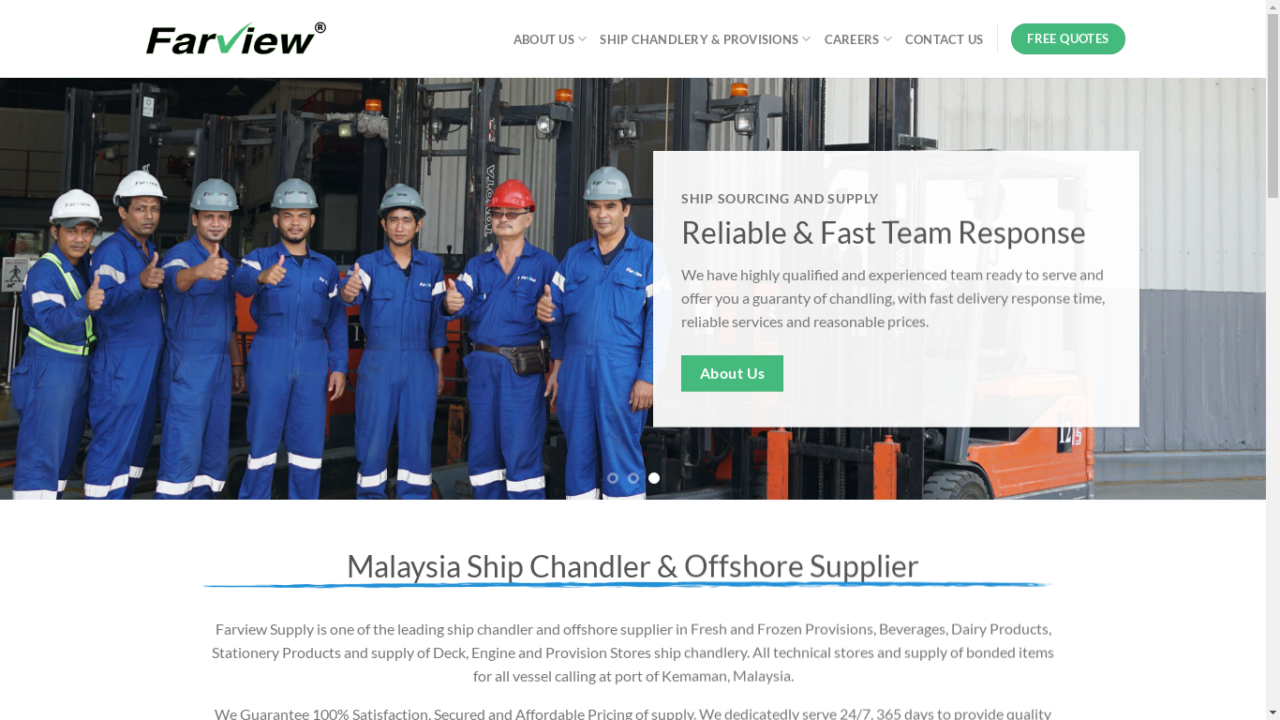 Farview®
ABOUT US
SHIP CHANDLERY & PROVISIONS
CAREERS
CONTACT US
FREE QUOTES
SHIP SOURCING AND SUPPLY
Reliable & Fast Team Response
We have highly qualified and experienced team ready to serve and
offer you a guaranty of chandling, with fast delivery response time,
reliable services and reasonable prices.
About Us
TOYOTA
12
Malaysia Ship Chandler & Offshore Supplier
Farview Supply is one of the leading ship chandler and offshore supplier in Fresh and Frozen Provisions, Beverages, Dairy Products,
Stationery Products and supply of Deck, Engine and Provision Stores ship chandlery. All technical stores and supply of bonded items
for all vessel calling at port of Kemaman, Malaysia.
We Guarantee 100% Satisfaction, Secured and Affordable Pricing of supply. We dedicatedly serve 24/7, 365 days to provide quality